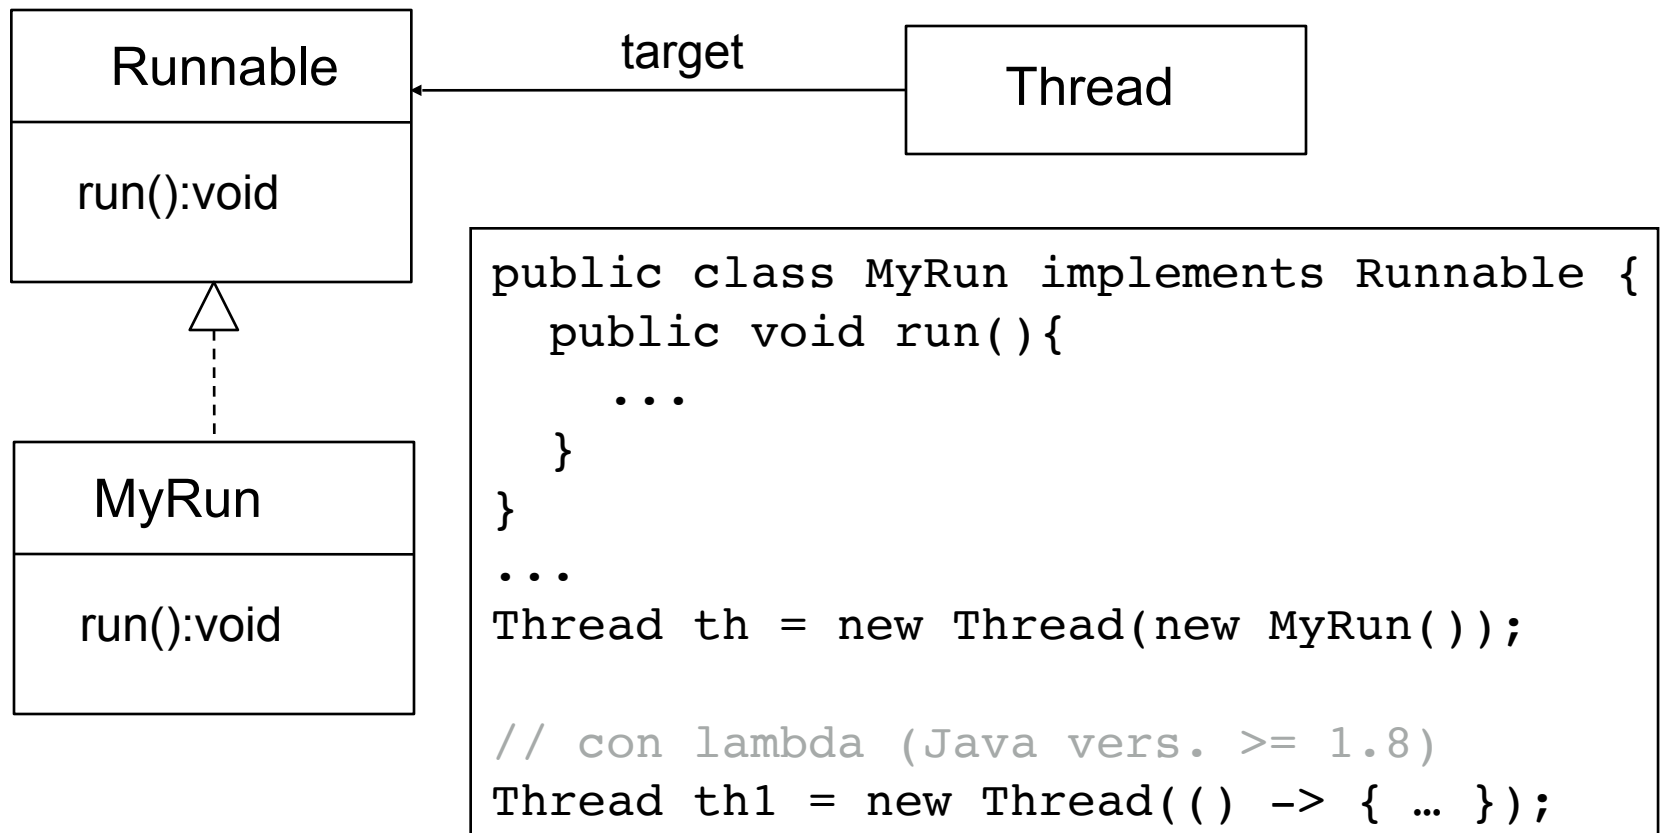 Runnable
run():void
target
Thread
MyRun
run():void
public class MyRun implements Runnable {
  public void run(){
    ...
  }
}
...
Thread th = new Thread(new MyRun());
// con lambda (Java vers. >= 1.8)
Thread th1 = new Thread(() -> { … });